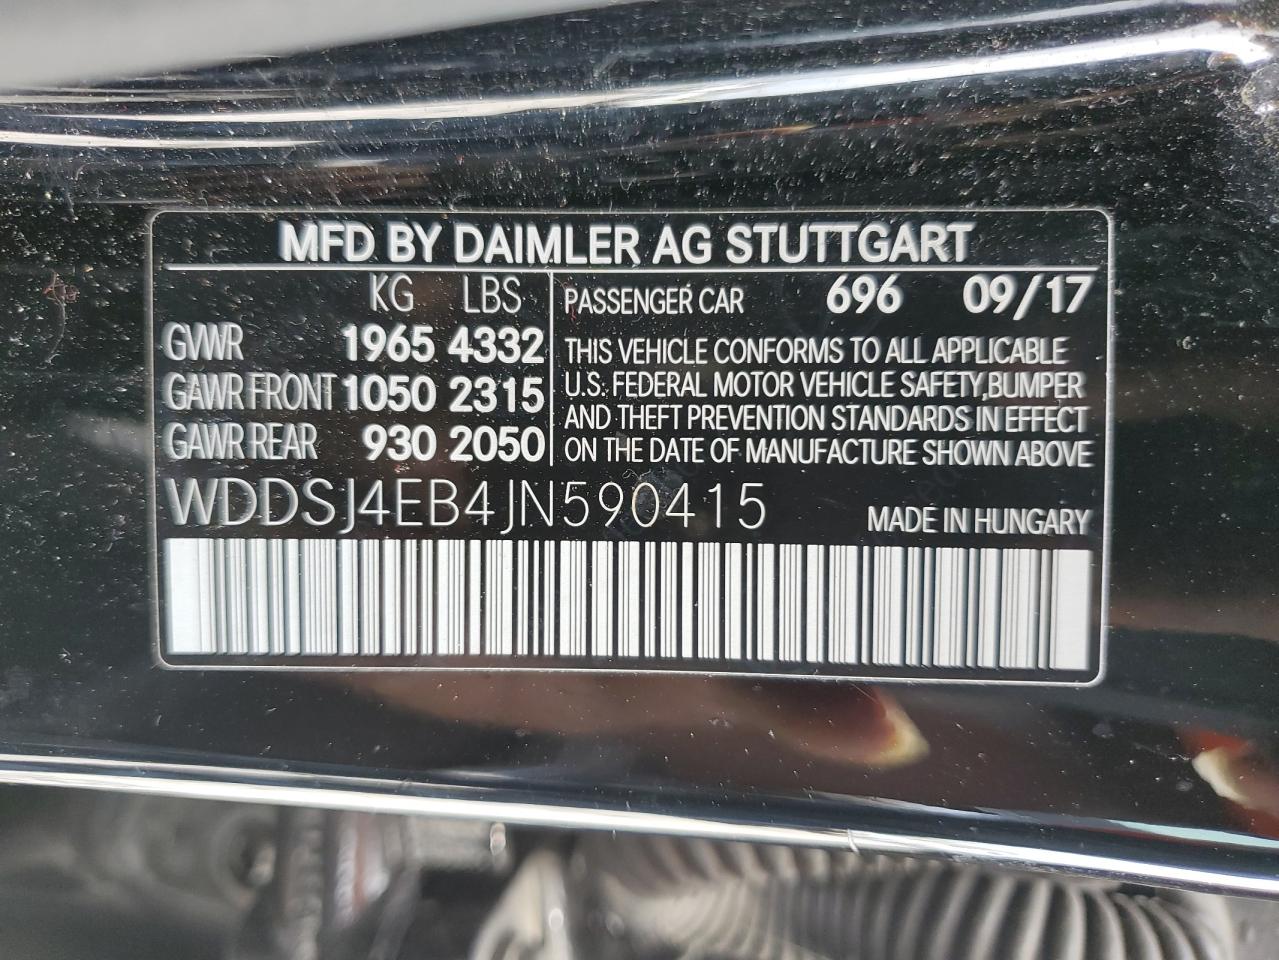 MFD BY DAIMLER AG STUTTGART
KG LBS
GVWR 1965 4332
GAWR FRONT 1050 2315
GAWR REAR 930 2050
PASSENGER CAR 696 09/17
THIS VEHICLE CONFORMS TO ALL APPLICABLE
U.S. FEDERAL MOTOR VEHICLE SAFETY,BUMPER
AND THEFT PREVENTION STANDARDS IN EFFECT
ON THE DATE OF MANUFACTURE SHOWN ABOVE
WDDSJ4EB4JN590415
MADE IN HUNGARY